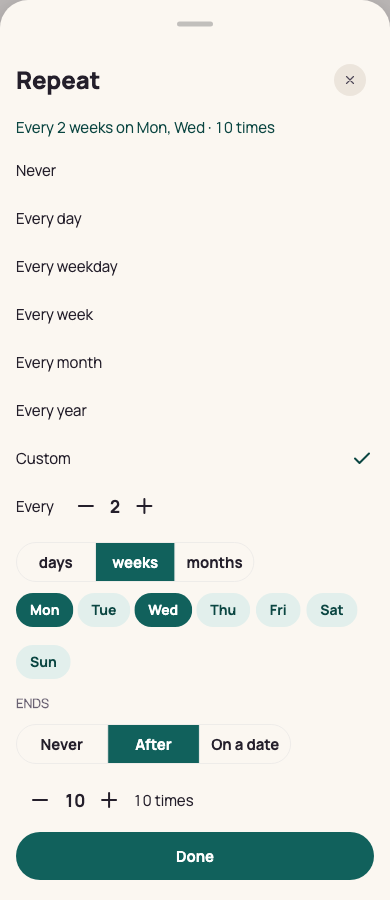 Repeat
Every 2 weeks on Mon, Wed · 10 times
Never
Every day
Every weekday
Every week
Every month
Every year
Custom
Every — 2 +
days weeks months
Mon Tue Wed Thu Fri Sat
Sun
ENDS
Never After On a date
— 10 + 10 times
Done